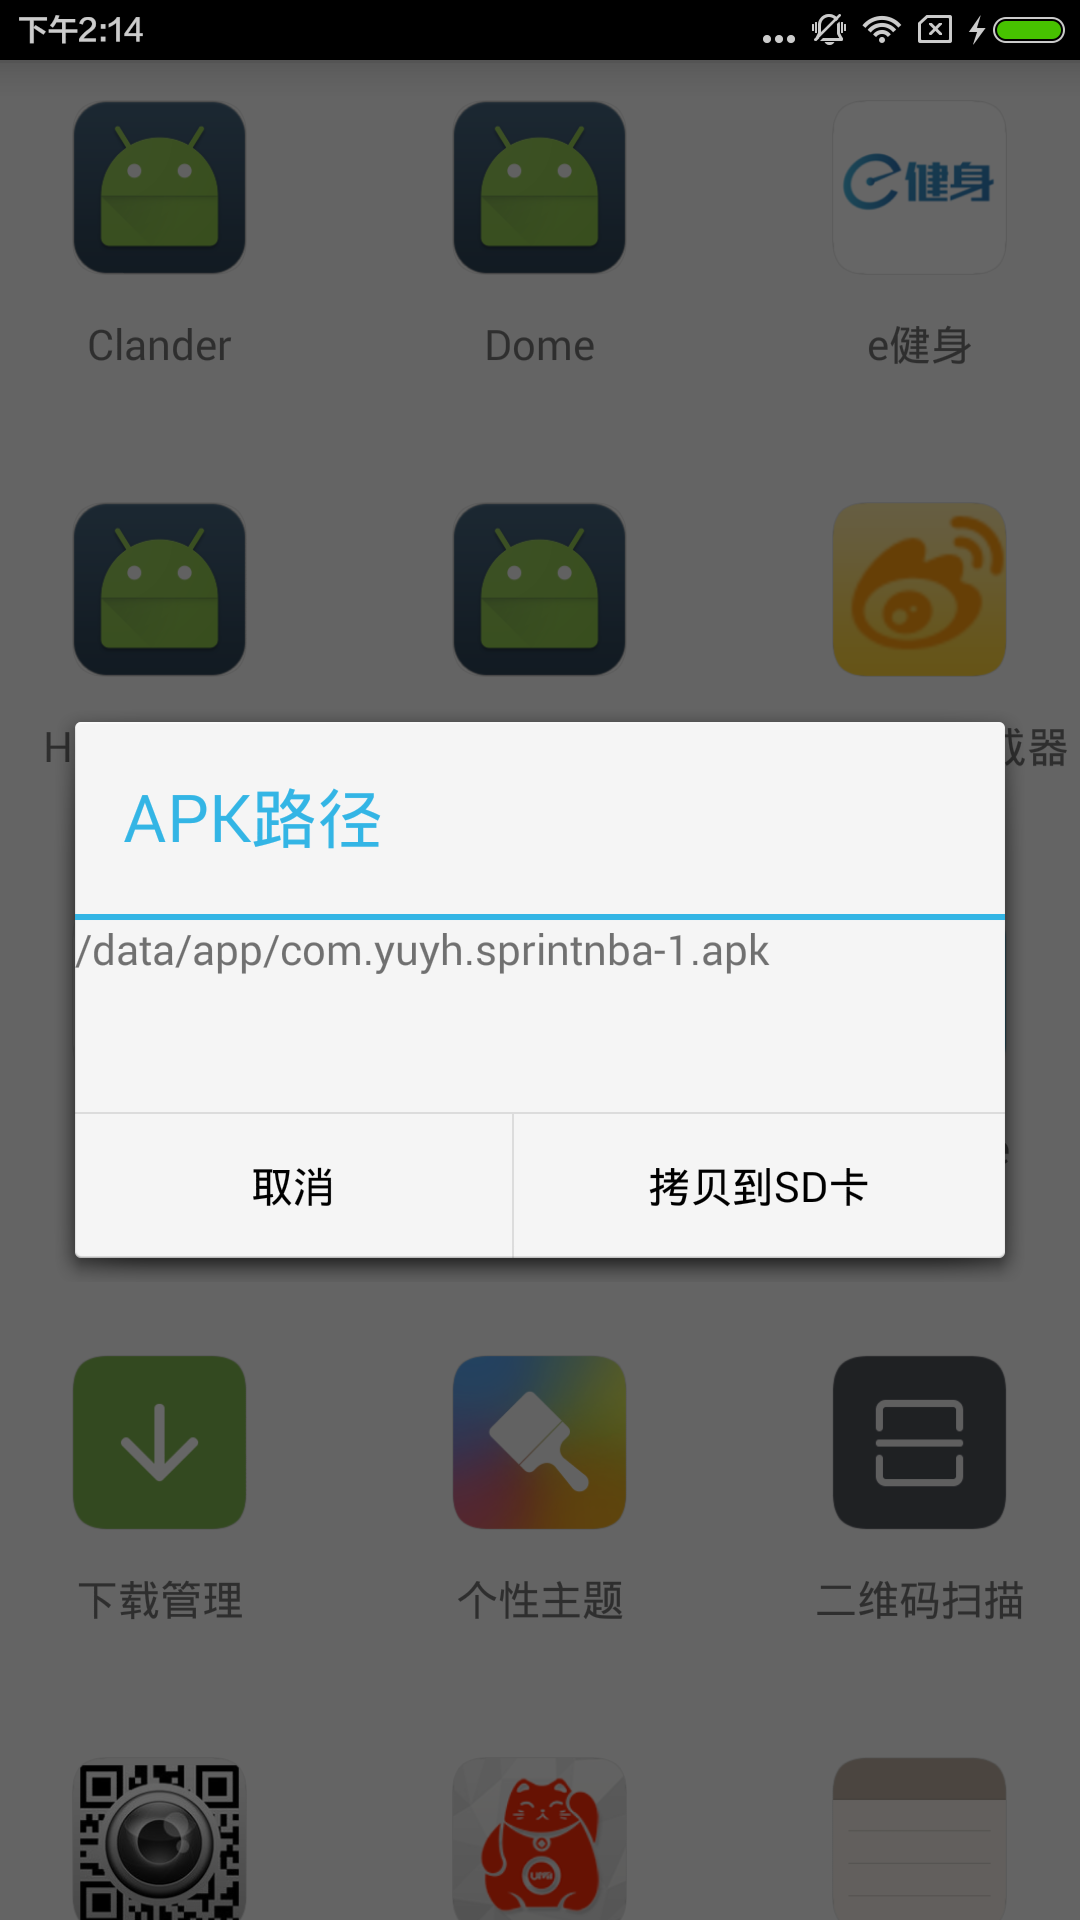 下午2:14
e健身
Clander
Dome
e健身
H
成器
APK路径
/data/app/com.yuyh.sprintnba-1.apk
取消
拷贝到SD卡
下载管理
个性主题
二维码扫描